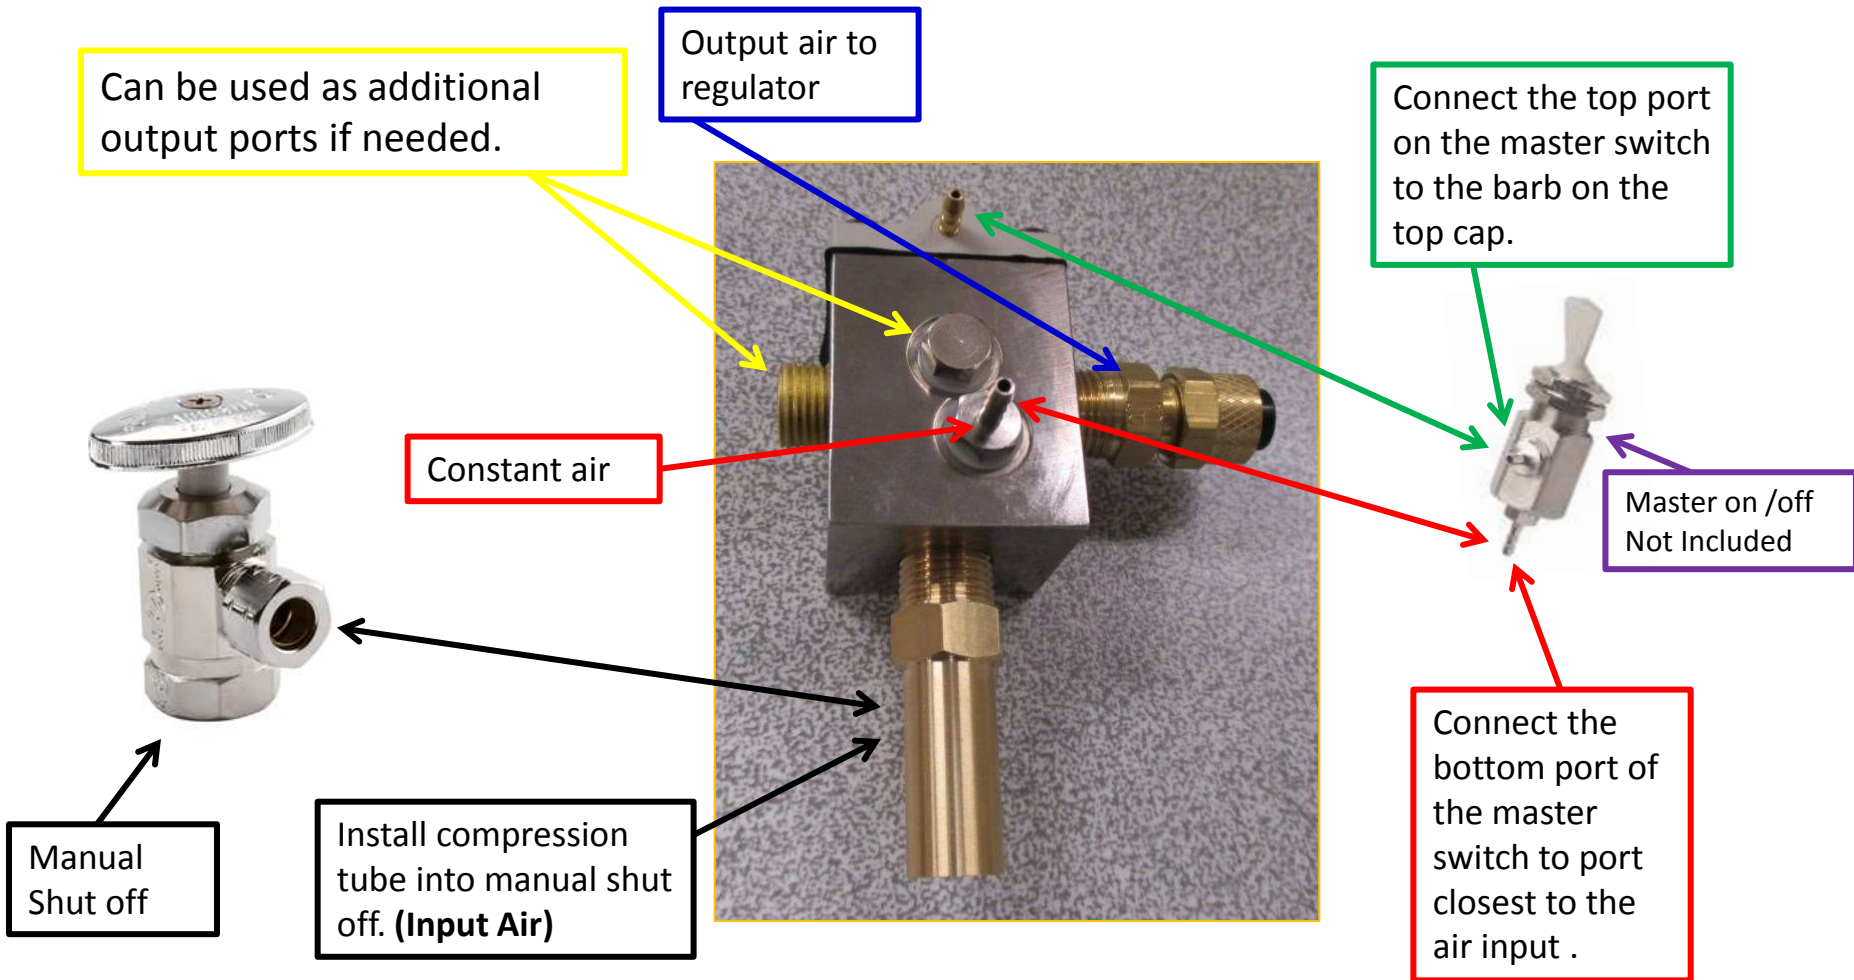 Output air to
regulator
Can be used as additional
output ports if needed.
Connect the top port
on the master switch
to the barb on the
top cap.
Constant air
Master on /off
Not Included
Manual
Shut off
Install compression
tube into manual shut
off. (Input Air)
Connect the
bottom port of
the master
switch to port
closest to the
air input .